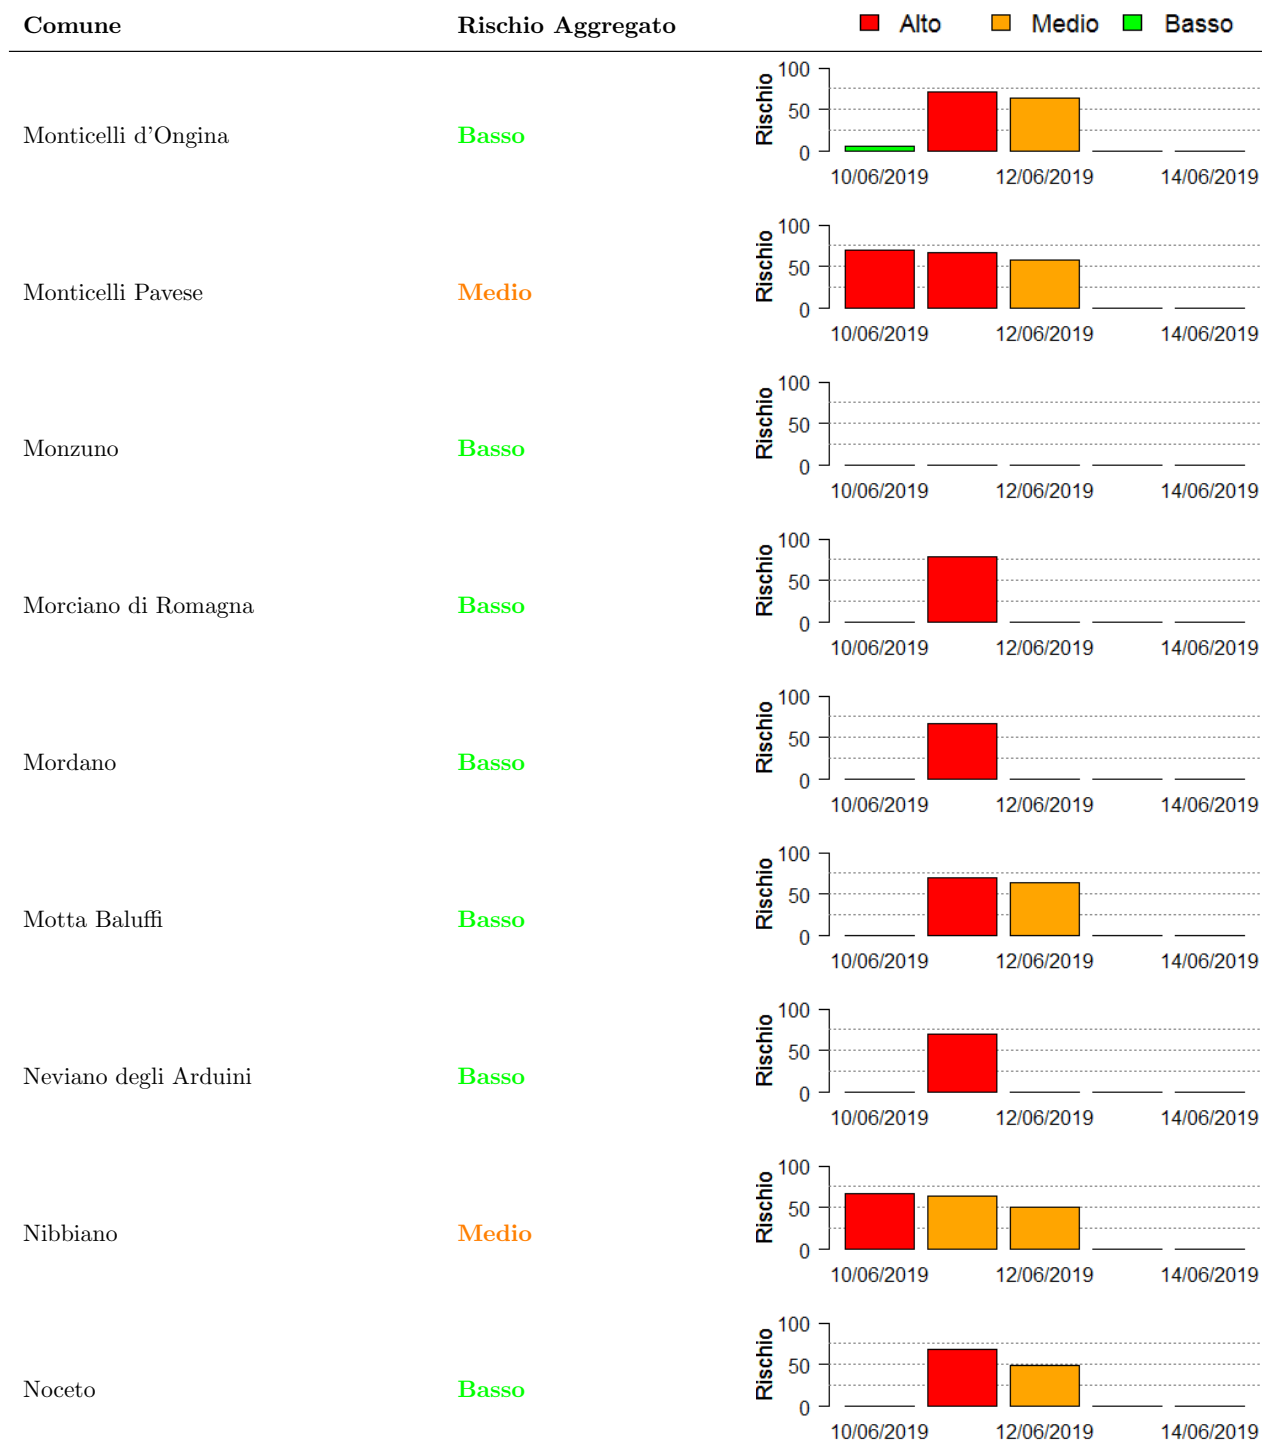 Comune Rischio Aggregato Alto Medio Basso
Monticelli d'Ongina Basso
Rischio
100
50
0
10/06/2019 12/06/2019 14/06/2019
Monticelli Pavese Medio
Rischio
100
50
0
10/06/2019 12/06/2019 14/06/2019
Monzuno Basso
Rischio
100
50
0
10/06/2019 12/06/2019 14/06/2019
Morciano di Romagna Basso
Rischio
100
50
0
10/06/2019 12/06/2019 14/06/2019
Mordano Basso
Rischio
100
50
0
10/06/2019 12/06/2019 14/06/2019
Motta Baluffi Basso
Rischio
100
50
0
10/06/2019 12/06/2019 14/06/2019
Neviano degli Arduini Basso
Rischio
100
50
0
10/06/2019 12/06/2019 14/06/2019
Nibbiano Medio
Rischio
100
50
0
10/06/2019 12/06/2019 14/06/2019
Noceto Basso
Rischio
100
50
0
10/06/2019 12/06/2019 14/06/2019